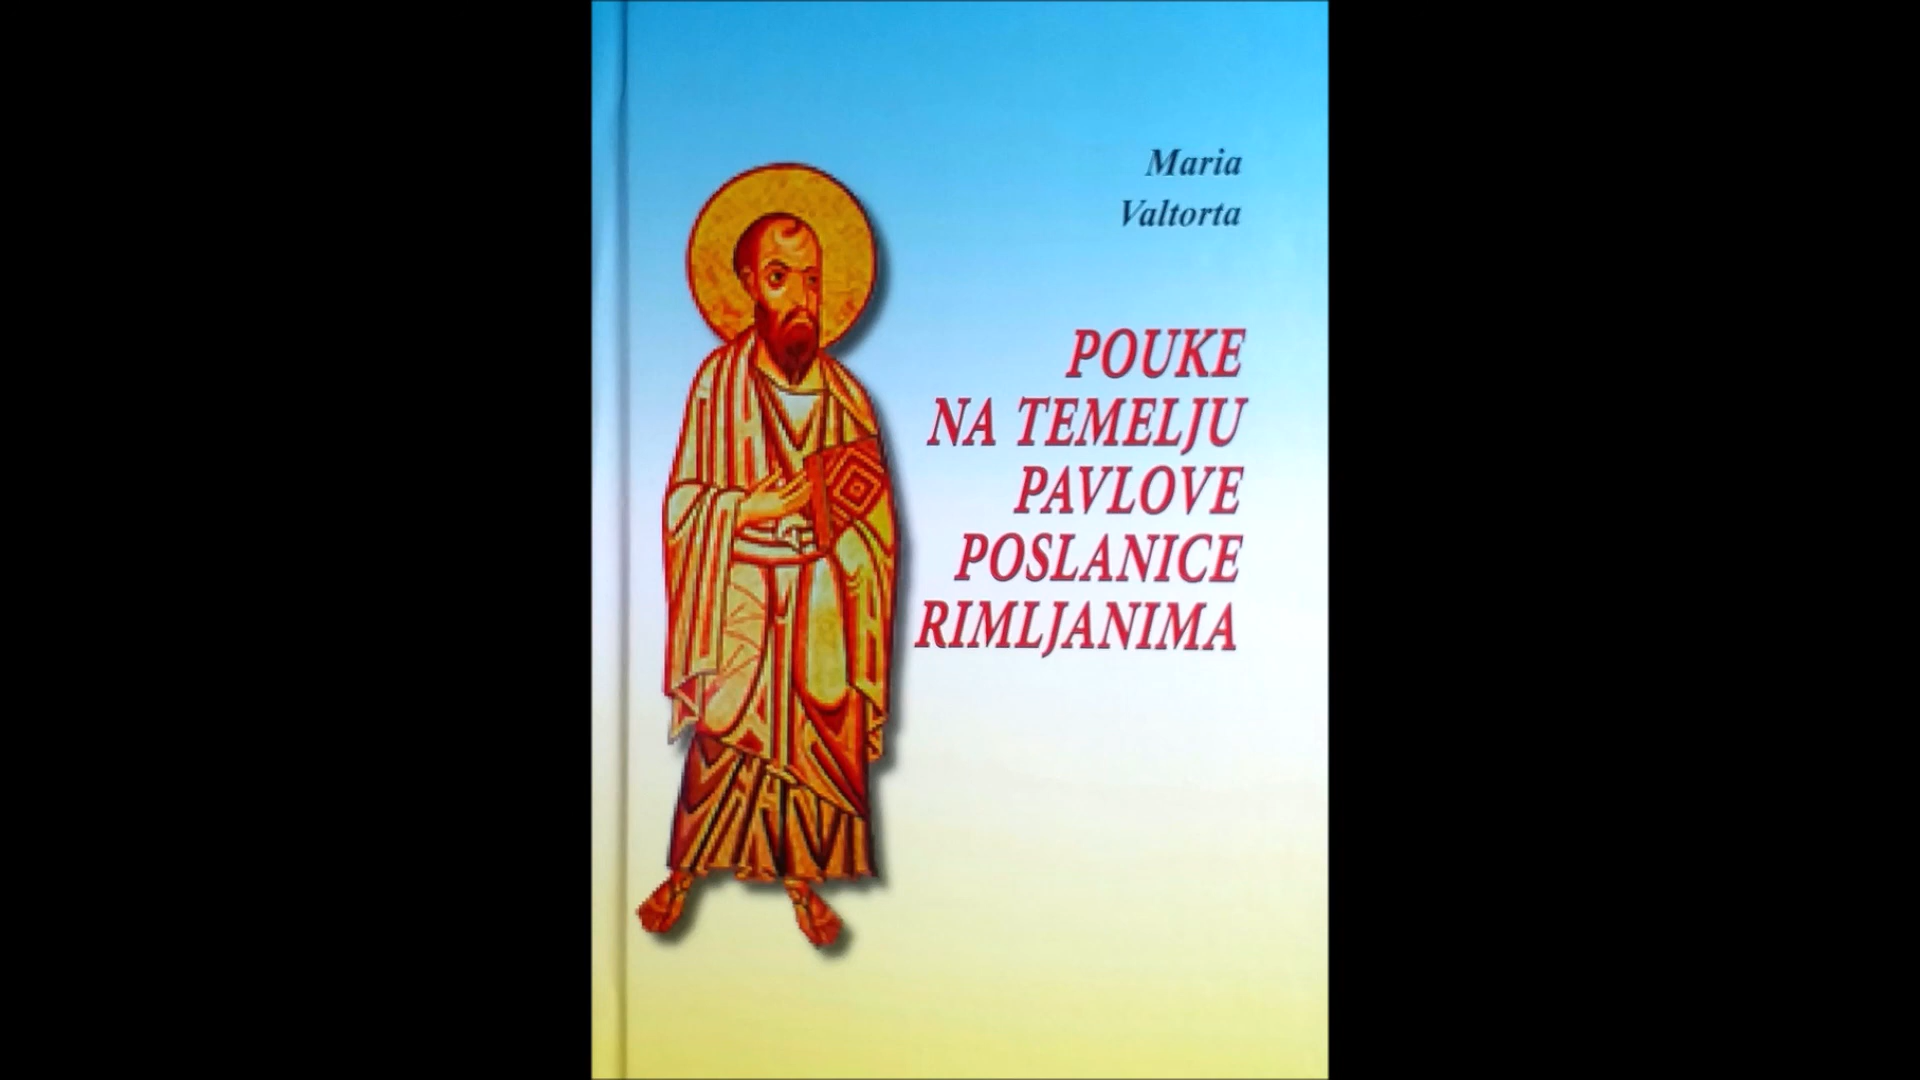 Maria
Valtorta
POUKE
NA TEMELJU
PAVLOVE
POSLANICE
RIMLJANIMA